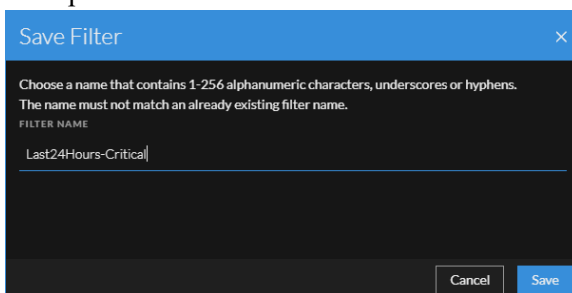 Save Filter
×
Choose a name that contains 1-256 alphanumeric characters, underscores or hyphens.
The name must not match an already existing filter name.
FILTER NAME
Last24Hours-Critical
Cancel Save